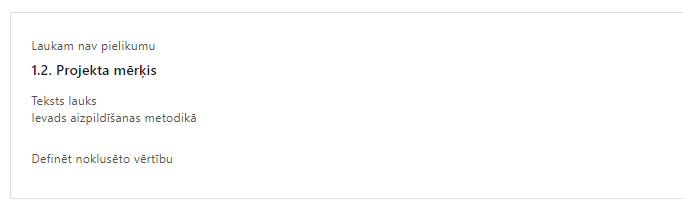 Laukam nav pielikumu
1.2. Projekta mērķis
Teksts lauks
Ievads aizpildīšanas metodikā
Definēt noklusēto vērtību